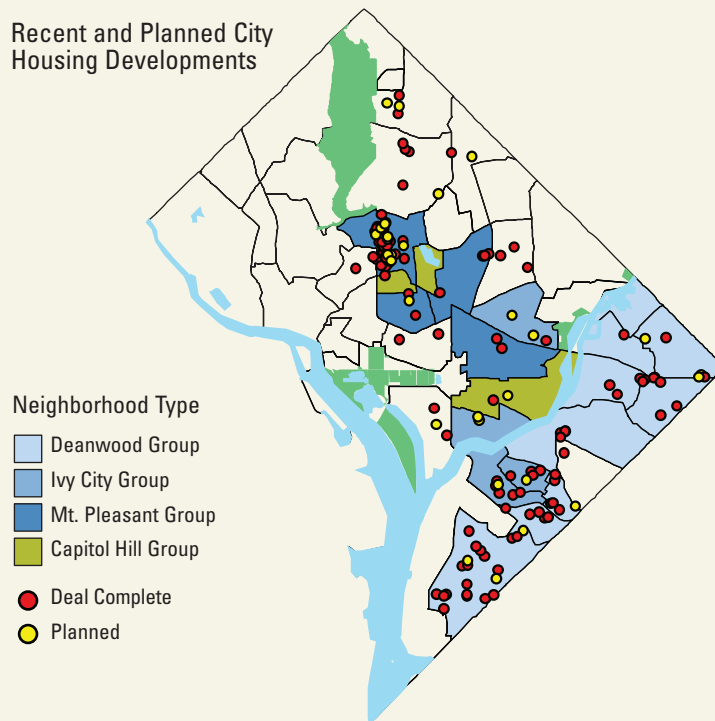 Recent and Planned City
Housing Developments
Neighborhood Type
Deanwood Group
Ivy City Group
Mt. Pleasant Group
Capitol Hill Group
Deal Complete
Planned